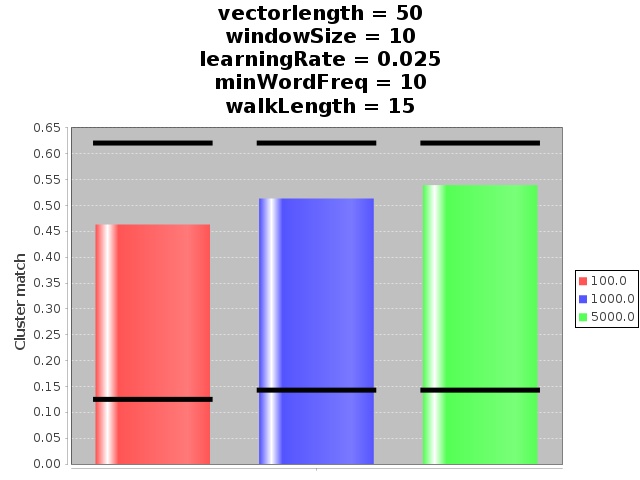 vectorlength = 50
windowSize = 10
learningRate = 0.025
minWordFreq = 10
walkLength = 15
0.65
0.60
0.55
0.50
0.45
0.40
0.35
0.30
0.25
0.20
0.15
0.10
0.05
0.00
Cluster match
100.0
1000.0
5000.0